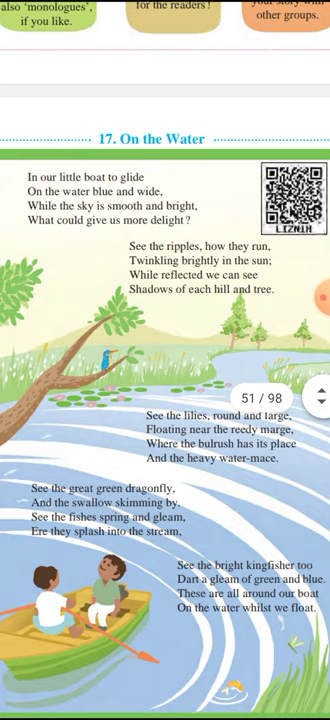 also ‘monologues’,
if you like.
for the readers!
your story with
other groups.
17. On the Water
In our little boat to glide
On the water blue and wide,
While the sky is smooth and bright,
What could give us more delight?
LIZN1H
See the ripples, how they run,
Twinkling brightly in the sun;
While reflected we can see
Shadows of each hill and tree.
51 / 98
See the lilies, round and large,
Floating near the reedy marge,
Where the bulrush has its place
And the heavy water-mace.
See the great green dragonfly,
And the swallow skimming by.
See the fishes spring and gleam,
Ere they splash into the stream,
See the bright kingfisher too
Dart a gleam of green and blue.
These are all around our boat
On the water whilst we float.